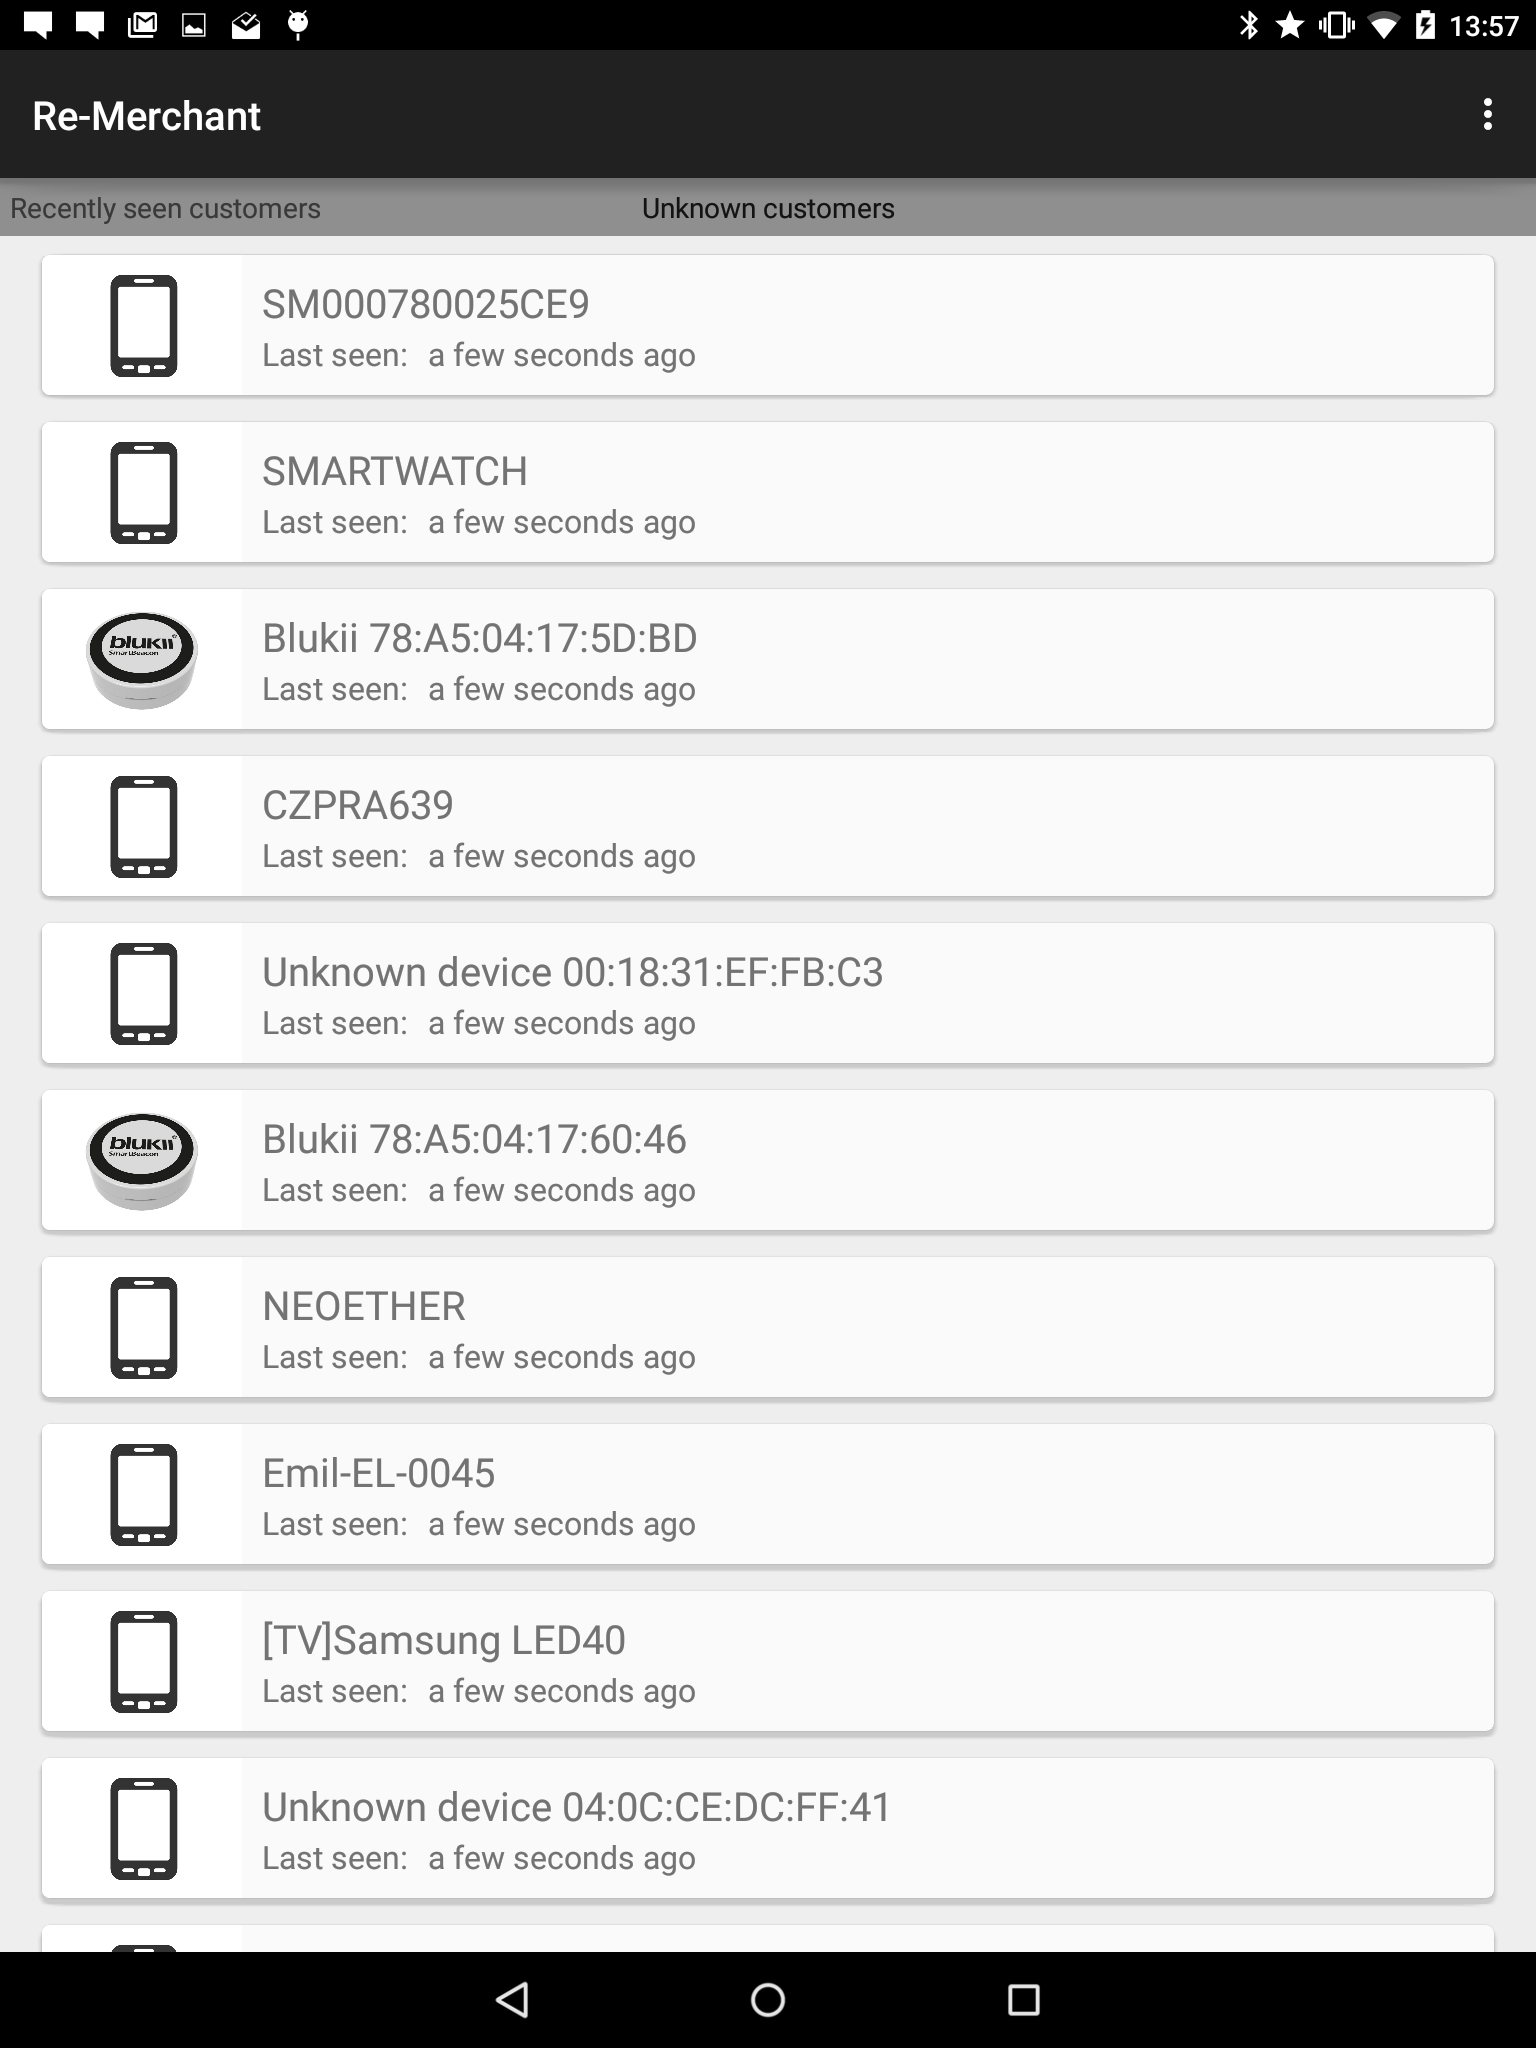 13:57
Re-Merchant
Recently seen customers
Unknown customers
SM000780025CE9
Last seen: a few seconds ago
SMARTWATCH
Last seen: a few seconds ago
blukii
SmartBeacon
Blukii 78:A5:04:17:5D:BD
Last seen: a few seconds ago
CZPRA639
Last seen: a few seconds ago
Unknown device 00:18:31:EF:FB:C3
Last seen: a few seconds ago
blukii
SmartBeacon
Blukii 78:A5:04:17:60:46
Last seen: a few seconds ago
NEOETHER
Last seen: a few seconds ago
Emil-EL-0045
Last seen: a few seconds ago
[TV]Samsung LED40
Last seen: a few seconds ago
Unknown device 04:0C:CE:DC:FF:41
Last seen: a few seconds ago